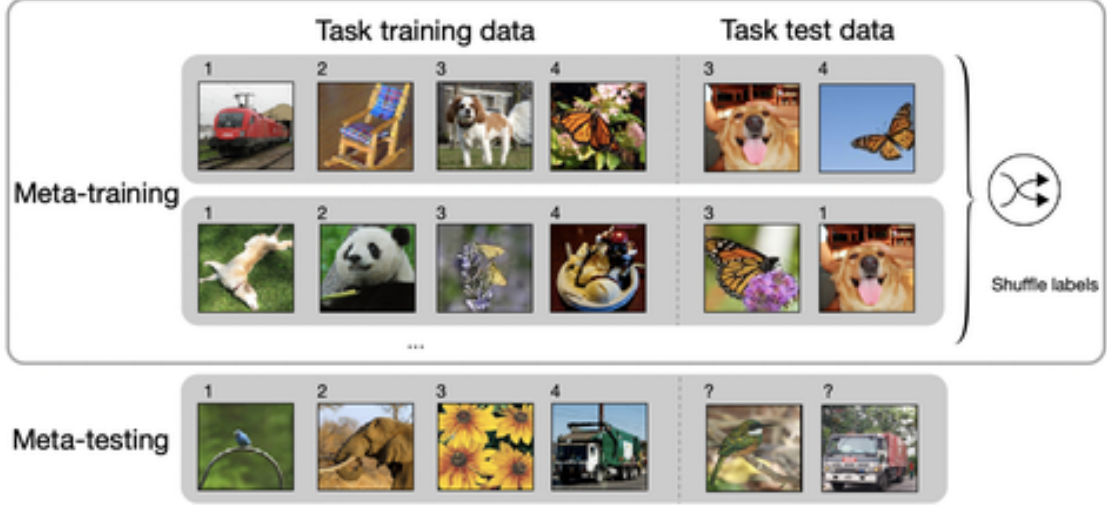 Task training data Task test data
1 2 3 4 3 4
Meta-training
1 2 3 4 3 1
Shuffle labels
...
1 2 3 4 ? ?
Meta-testing